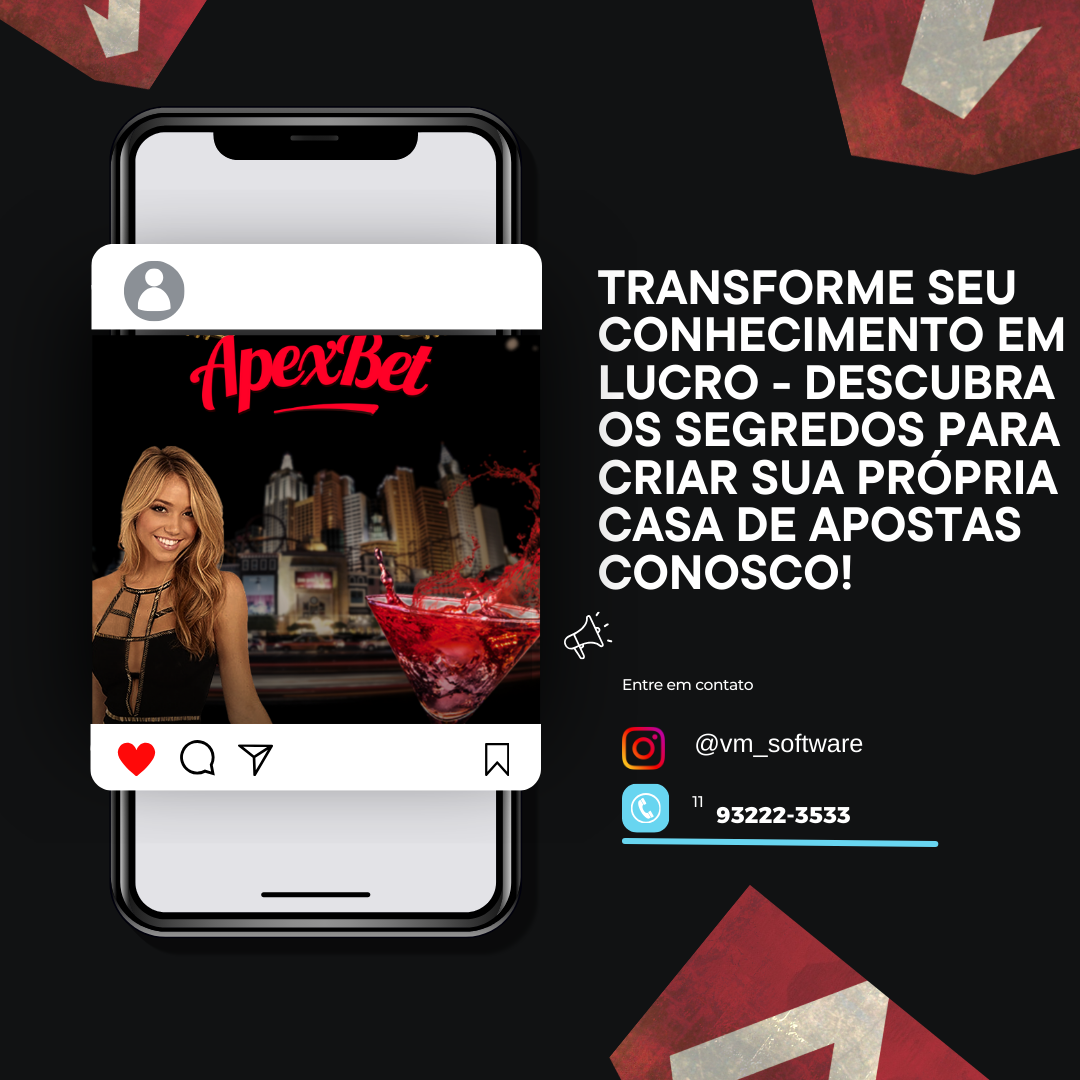 ApexBet
TRANSFORME SEU
CONHECIMENTO EM
LUCRO - DESCUBRA
OS SEGREDOS PARA
CRIAR SUA PRÓPRIA
CASA DE APOSTAS
CONOSCO!
Entre em contato
@vm_software
11 93222-3533